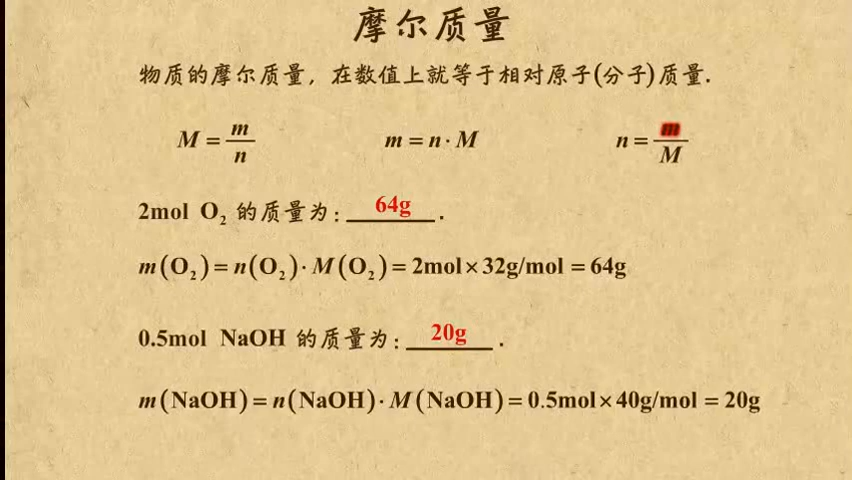 摩尔质量
物质的摩尔质量，在数值上就等于相对原子(分子)质量.
M = m/n    m = n · M    n = m/M
2mol O₂ 的质量为: 64g .
m(O₂) = n(O₂) · M(O₂) = 2mol × 32g/mol = 64g
0.5mol NaOH 的质量为: 20g .
m(NaOH) = n(NaOH) · M(NaOH) = 0.5mol × 40g/mol = 20g